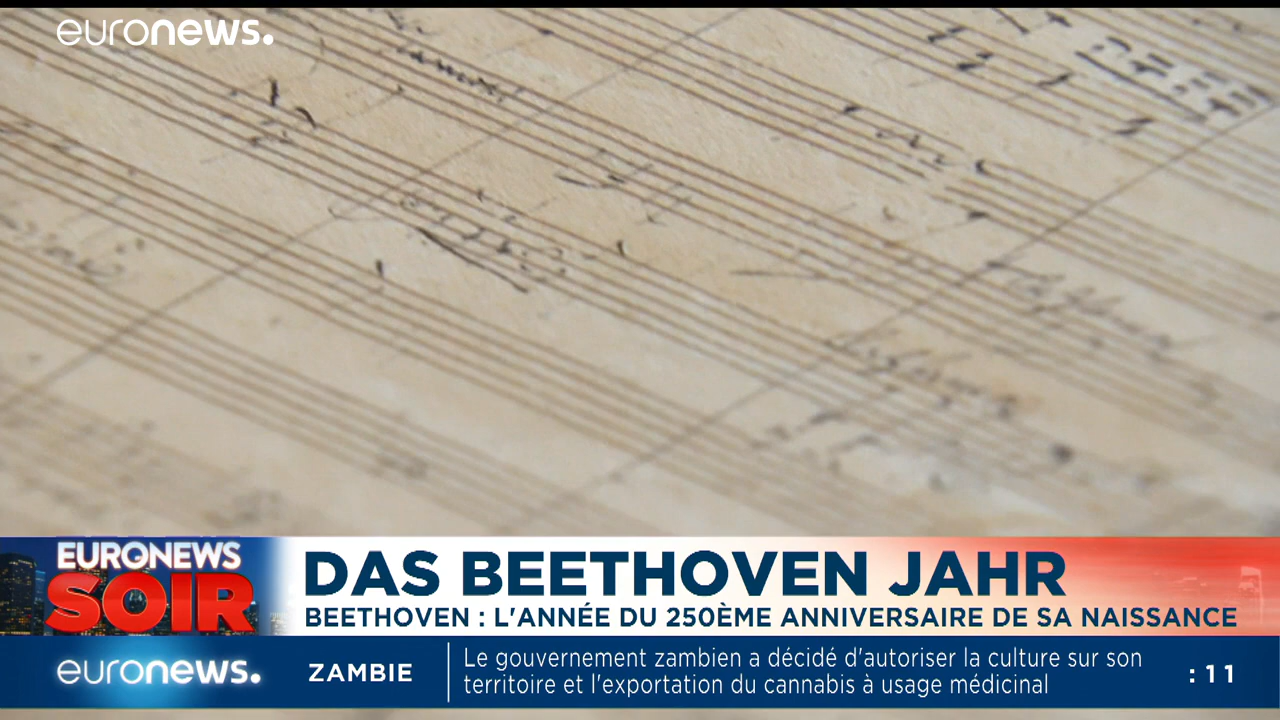 euronews.
EURONEWS
SOIR
DAS BEETHOVEN JAHR
BEETHOVEN : L'ANNÉE DU 250ÈME ANNIVERSAIRE DE SA NAISSANCE
euronews.
ZAMBIE
Le gouvernement zambien a décidé d'autoriser la culture sur son
territoire et l'exportation du cannabis à usage médicinal
: 11